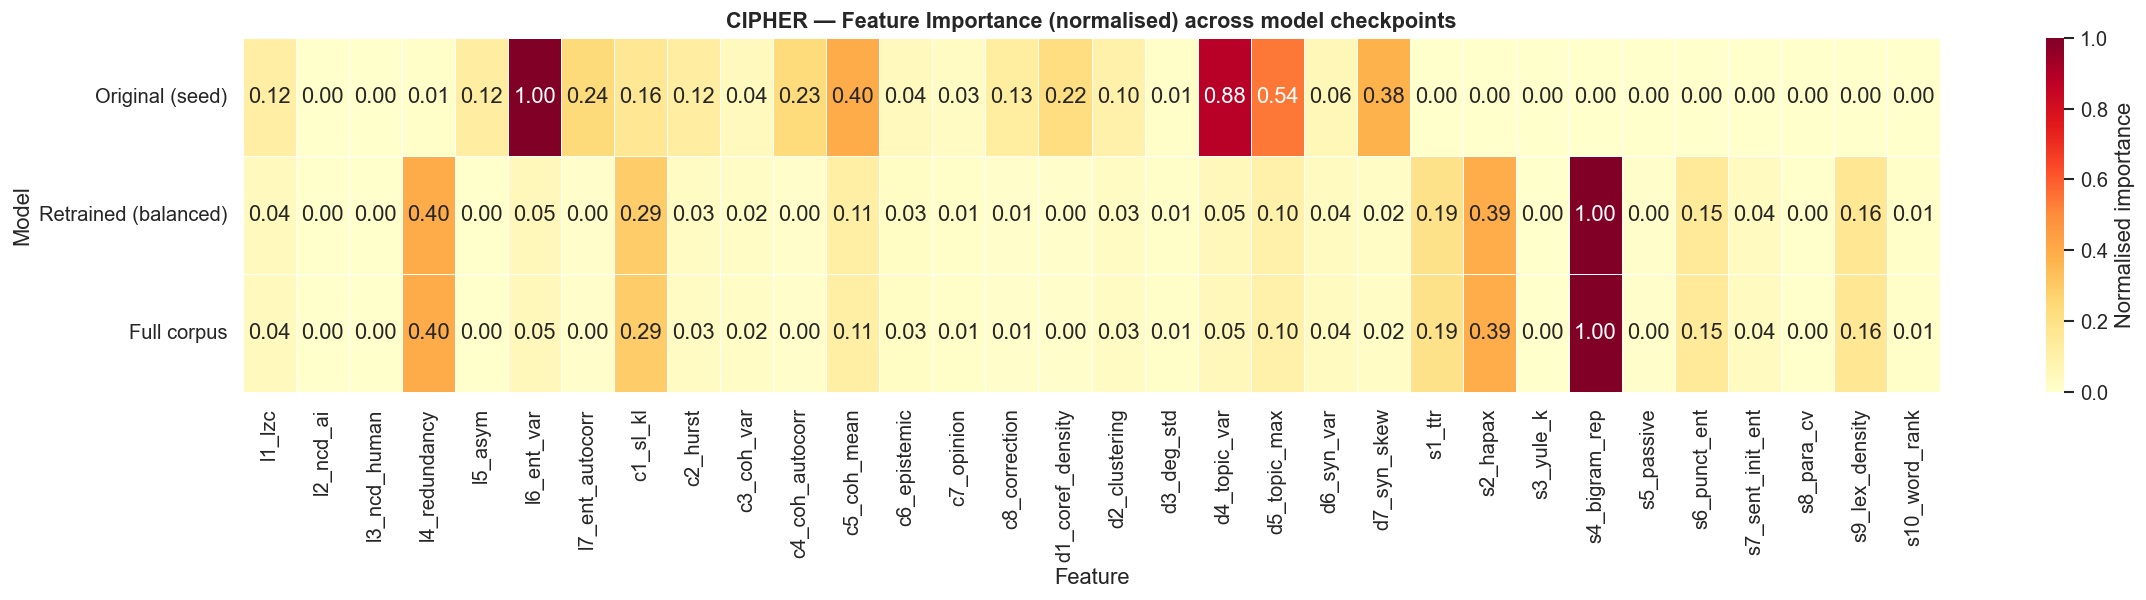 CIPHER — Feature Importance (normalised) across model checkpoints
Model
Original (seed) 0.12 0.00 0.00 0.01 0.12 1.00 0.24 0.16 0.12 0.04 0.23 0.40 0.04 0.03 0.13 0.22 0.10 0.01 0.88 0.54 0.06 0.38 0.00 0.00 0.00 0.00 0.00 0.00 0.00 0.00 0.00 0.00
Retrained (balanced) 0.04 0.00 0.00 0.40 0.00 0.05 0.00 0.29 0.03 0.02 0.00 0.11 0.03 0.01 0.01 0.00 0.03 0.01 0.05 0.10 0.04 0.02 0.19 0.39 0.00 1.00 0.00 0.15 0.04 0.00 0.16 0.01
Full corpus 0.04 0.00 0.00 0.40 0.00 0.05 0.00 0.29 0.03 0.02 0.00 0.11 0.03 0.01 0.01 0.00 0.03 0.01 0.05 0.10 0.04 0.02 0.19 0.39 0.00 1.00 0.00 0.15 0.04 0.00 0.16 0.01
l1_lzc
l2_ncd_ai
l3_ncd_human
l4_redundancy
l5_asym
l6_ent_var
l7_ent_autocorr
c1_sl_kl
c2_hurst
c3_coh_var
c4_coh_autocorr
c5_coh_mean
c6_epistemic
c7_opinion
c8_correction
d1_coref_density
d2_clustering
d3_deg_std
d4_topic_var
d5_topic_max
d6_syn_var
d7_syn_skew
s1_ttr
s2_hapax
s3_yule_k
s4_bigram_rep
s5_passive
s6_punct_ent
s7_sent_init_ent
s8_para_cv
s9_lex_density
s10_word_rank
Feature
1.0
0.8
0.6
0.4
0.2
0.0
Normalised importance